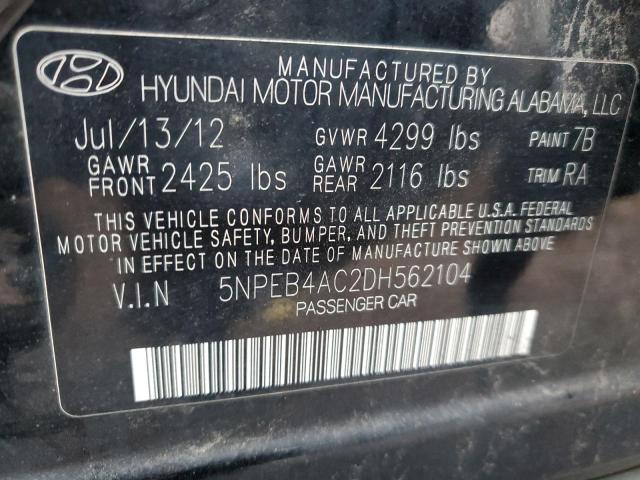 MANUFACTURED BY
HYUNDAI MOTOR MANUFACTURING ALABAMA, LLC
Jul/13/12 GVWR 4299 lbs PAINT 7B
GAWR FRONT 2425 lbs GAWR REAR 2116 lbs TRIM RA
THIS VEHICLE CONFORMS TO ALL APPLICABLE U.S.A. FEDERAL
MOTOR VEHICLE SAFETY, BUMPER, AND THEFT PREVENTION STANDARDS
IN EFFECT ON THE DATE OF MANUFACTURE SHOWN ABOVE
V.I.N 5NPEB4AC2DH562104
PASSENGER CAR